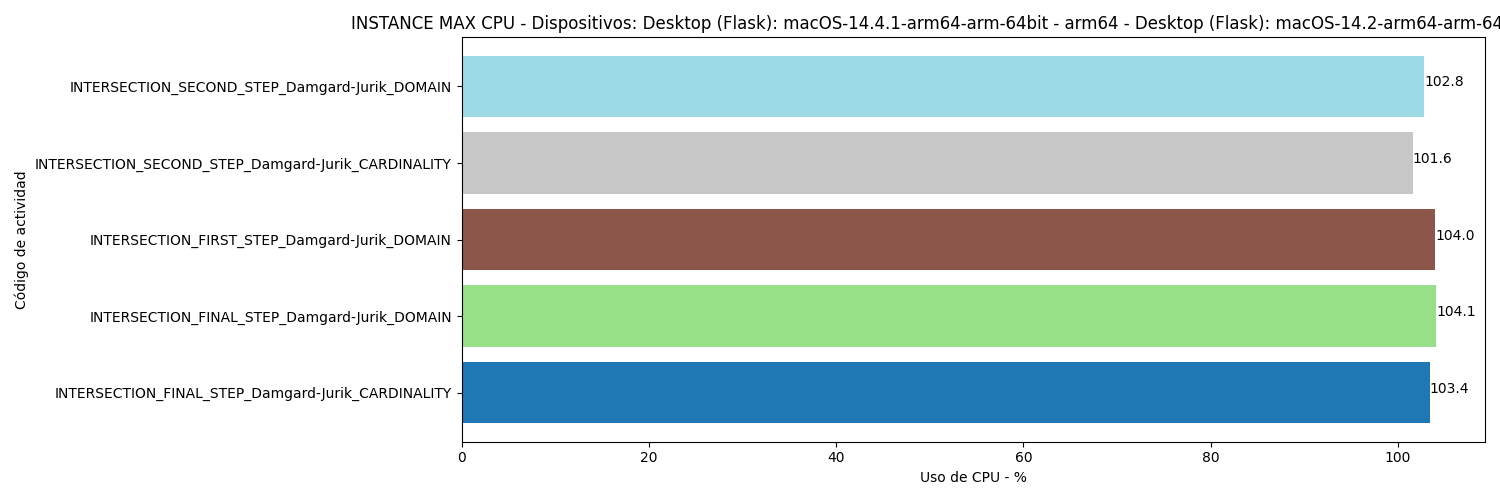 INSTANCE MAX CPU - Dispositivos: Desktop (Flask): macOS-14.4.1-arm64-arm-64bit - arm64 - Desktop (Flask): macOS-14.2-arm64-arm-64
INTERSECTION_SECOND_STEP_Damgard-Jurik_DOMAIN
102.8
INTERSECTION_SECOND_STEP_Damgard-Jurik_CARDINALITY
101.6
INTERSECTION_FIRST_STEP_Damgard-Jurik_DOMAIN
104.0
INTERSECTION_FINAL_STEP_Damgard-Jurik_DOMAIN
104.1
INTERSECTION_FINAL_STEP_Damgard-Jurik_CARDINALITY
103.4
Código de actividad
0 20 40 60 80 100
Uso de CPU - %